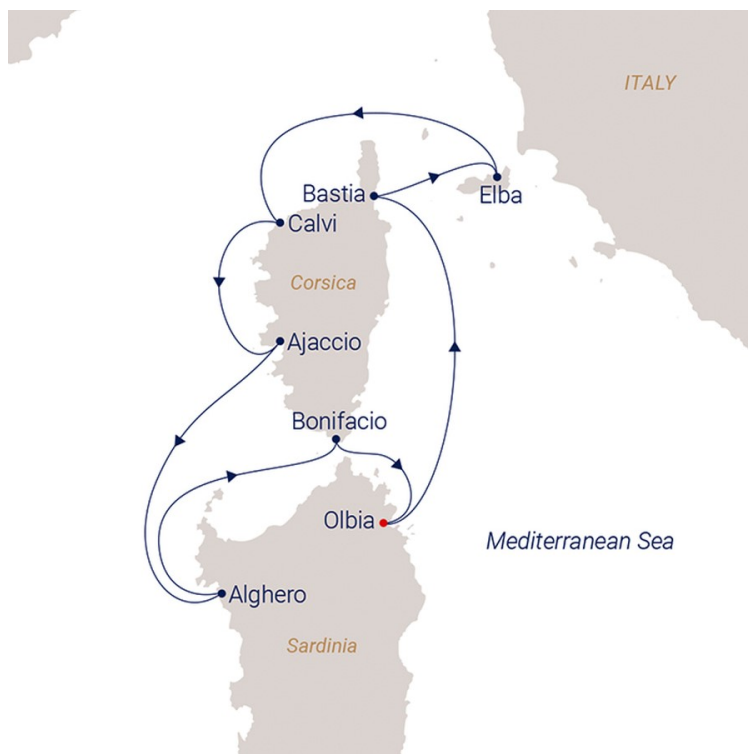 ITALY
Bastia
Elba
Calvi
Corsica
Ajaccio
Bonifacio
Olbia
Mediterranean Sea
Alghero
Sardinia